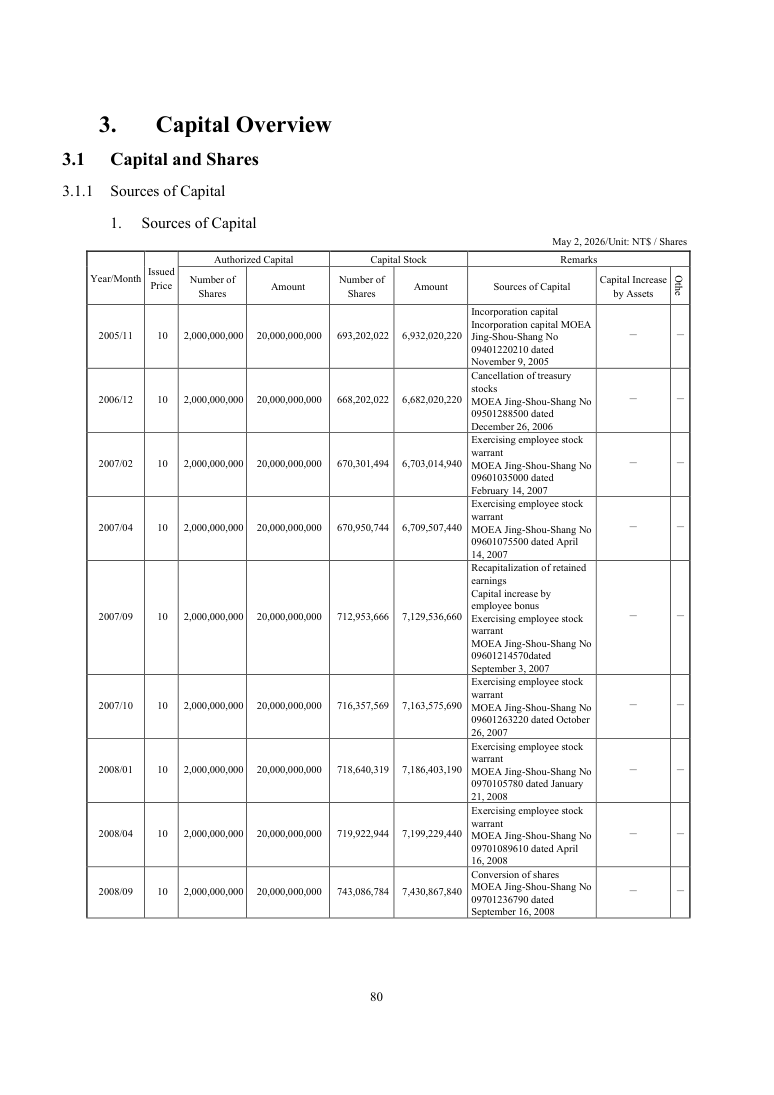 3. Capital Overview
3.1 Capital and Shares
3.1.1 Sources of Capital
1. Sources of Capital
May 2, 2026/Unit: NT$ / Shares
Year/Month Issued Price Authorized Capital Capital Stock Remarks
Number of Shares Amount Number of Shares Amount Sources of Capital Capital Increase by Assets Othe
2005/11 10 2,000,000,000 20,000,000,000 693,202,022 6,932,020,220 Incorporation capital
Incorporation capital MOEA
Jing-Shou-Shang No
09401220210 dated
November 9, 2005 — —
2006/12 10 2,000,000,000 20,000,000,000 668,202,022 6,682,020,220 Cancellation of treasury
stocks
MOEA Jing-Shou-Shang No
09501288500 dated
December 26, 2006 — —
2007/02 10 2,000,000,000 20,000,000,000 670,301,494 6,703,014,940 Exercising employee stock
warrant
MOEA Jing-Shou-Shang No
09601035000 dated
February 14, 2007 — —
2007/04 10 2,000,000,000 20,000,000,000 670,950,744 6,709,507,440 Exercising employee stock
warrant
MOEA Jing-Shou-Shang No
09601075500 dated April
14, 2007 — —
2007/09 10 2,000,000,000 20,000,000,000 712,953,666 7,129,536,660 Recapitalization of retained
earnings
Capital increase by
employee bonus
Exercising employee stock
warrant
MOEA Jing-Shou-Shang No
09601214570dated
September 3, 2007 — —
2007/10 10 2,000,000,000 20,000,000,000 716,357,569 7,163,575,690 Exercising employee stock
warrant
MOEA Jing-Shou-Shang No
09601263220 dated October
26, 2007 — —
2008/01 10 2,000,000,000 20,000,000,000 718,640,319 7,186,403,190 Exercising employee stock
warrant
MOEA Jing-Shou-Shang No
0970105780 dated January
21, 2008 — —
2008/04 10 2,000,000,000 20,000,000,000 719,922,944 7,199,229,440 Exercising employee stock
warrant
MOEA Jing-Shou-Shang No
09701089610 dated April
16, 2008 — —
2008/09 10 2,000,000,000 20,000,000,000 743,086,784 7,430,867,840 Conversion of shares
MOEA Jing-Shou-Shang No
09701236790 dated
September 16, 2008 — —
80